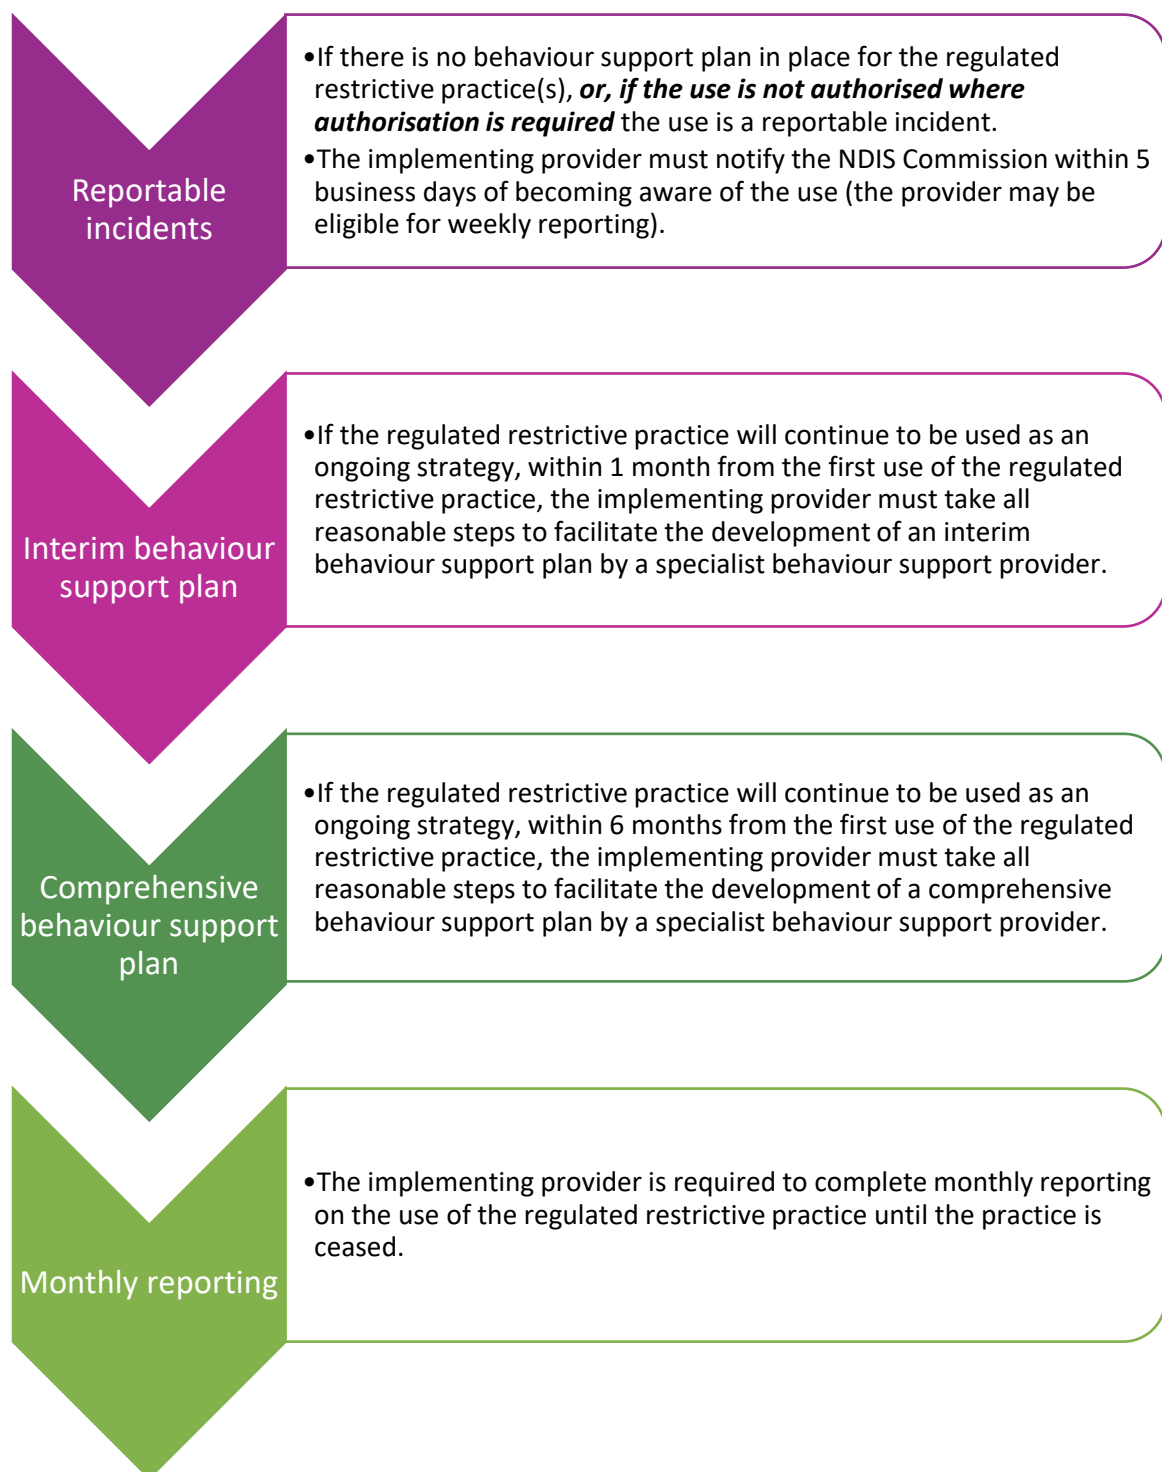 Reportable
incidents
•If there is no behaviour support plan in place for the regulated
restrictive practice(s), or, if the use is not authorised where
authorisation is required the use is a reportable incident.
•The implementing provider must notify the NDIS Commission within 5
business days of becoming aware of the use (the provider may be
eligible for weekly reporting).
Interim behaviour
support plan
•If the regulated restrictive practice will continue to be used as an
ongoing strategy, within 1 month from the first use of the regulated
restrictive practice, the implementing provider must take all
reasonable steps to facilitate the development of an interim
behaviour support plan by a specialist behaviour support provider.
Comprehensive
behaviour support
plan
•If the regulated restrictive practice will continue to be used as an
ongoing strategy, within 6 months from the first use of the regulated
restrictive practice, the implementing provider must take all
reasonable steps to facilitate the development of a comprehensive
behaviour support plan by a specialist behaviour support provider.
Monthly reporting
•The implementing provider is required to complete monthly reporting
on the use of the regulated restrictive practice until the practice is
ceased.